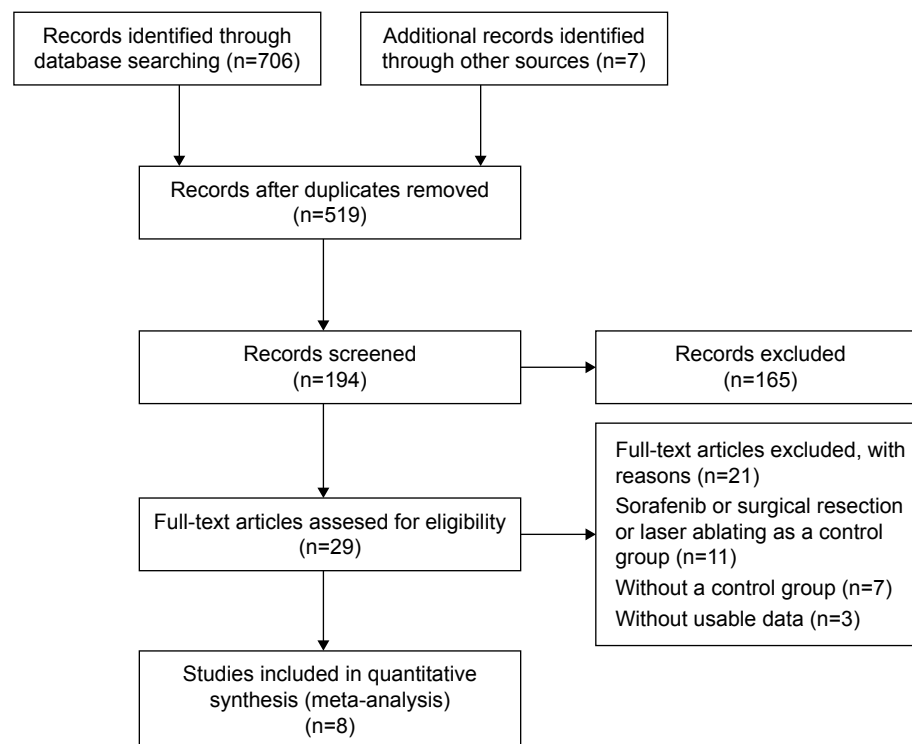 Records identified through
database searching (n=706)
Additional records identified
through other sources (n=7)
Records after duplicates removed
(n=519)
Records screened
(n=194)
Records excluded
(n=165)
Full-text articles assesed for eligibility
(n=29)
Full-text articles excluded, with
reasons (n=21)
Sorafenib or surgical resection
or laser ablating as a control
group (n=11)
Without a control group (n=7)
Without usable data (n=3)
Studies included in quantitative
synthesis (meta-analysis)
(n=8)